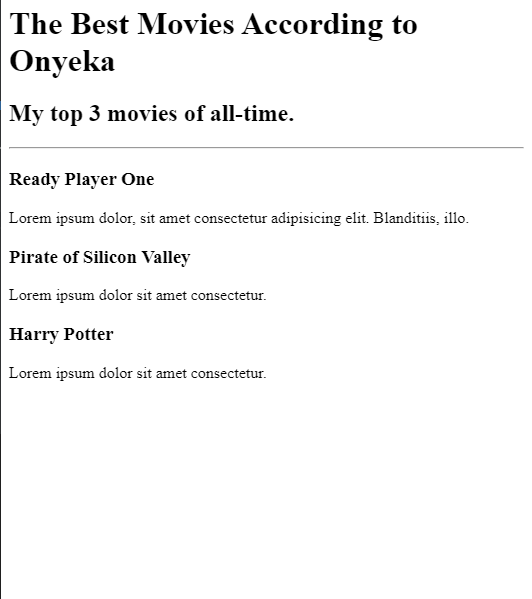 The Best Movies According to
Onyeka
My top 3 movies of all-time.
Ready Player One
Lorem ipsum dolor, sit amet consectetur adipisicing elit. Blanditiis, illo.
Pirate of Silicon Valley
Lorem ipsum dolor sit amet consectetur.
Harry Potter
Lorem ipsum dolor sit amet consectetur.